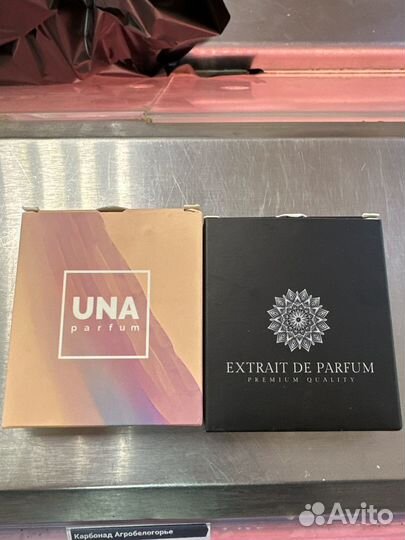 UNA
parfum
EXTRAIT DE PARFUM
PREMIUM QUALITY
Карбонад Агробелогорье
Avito